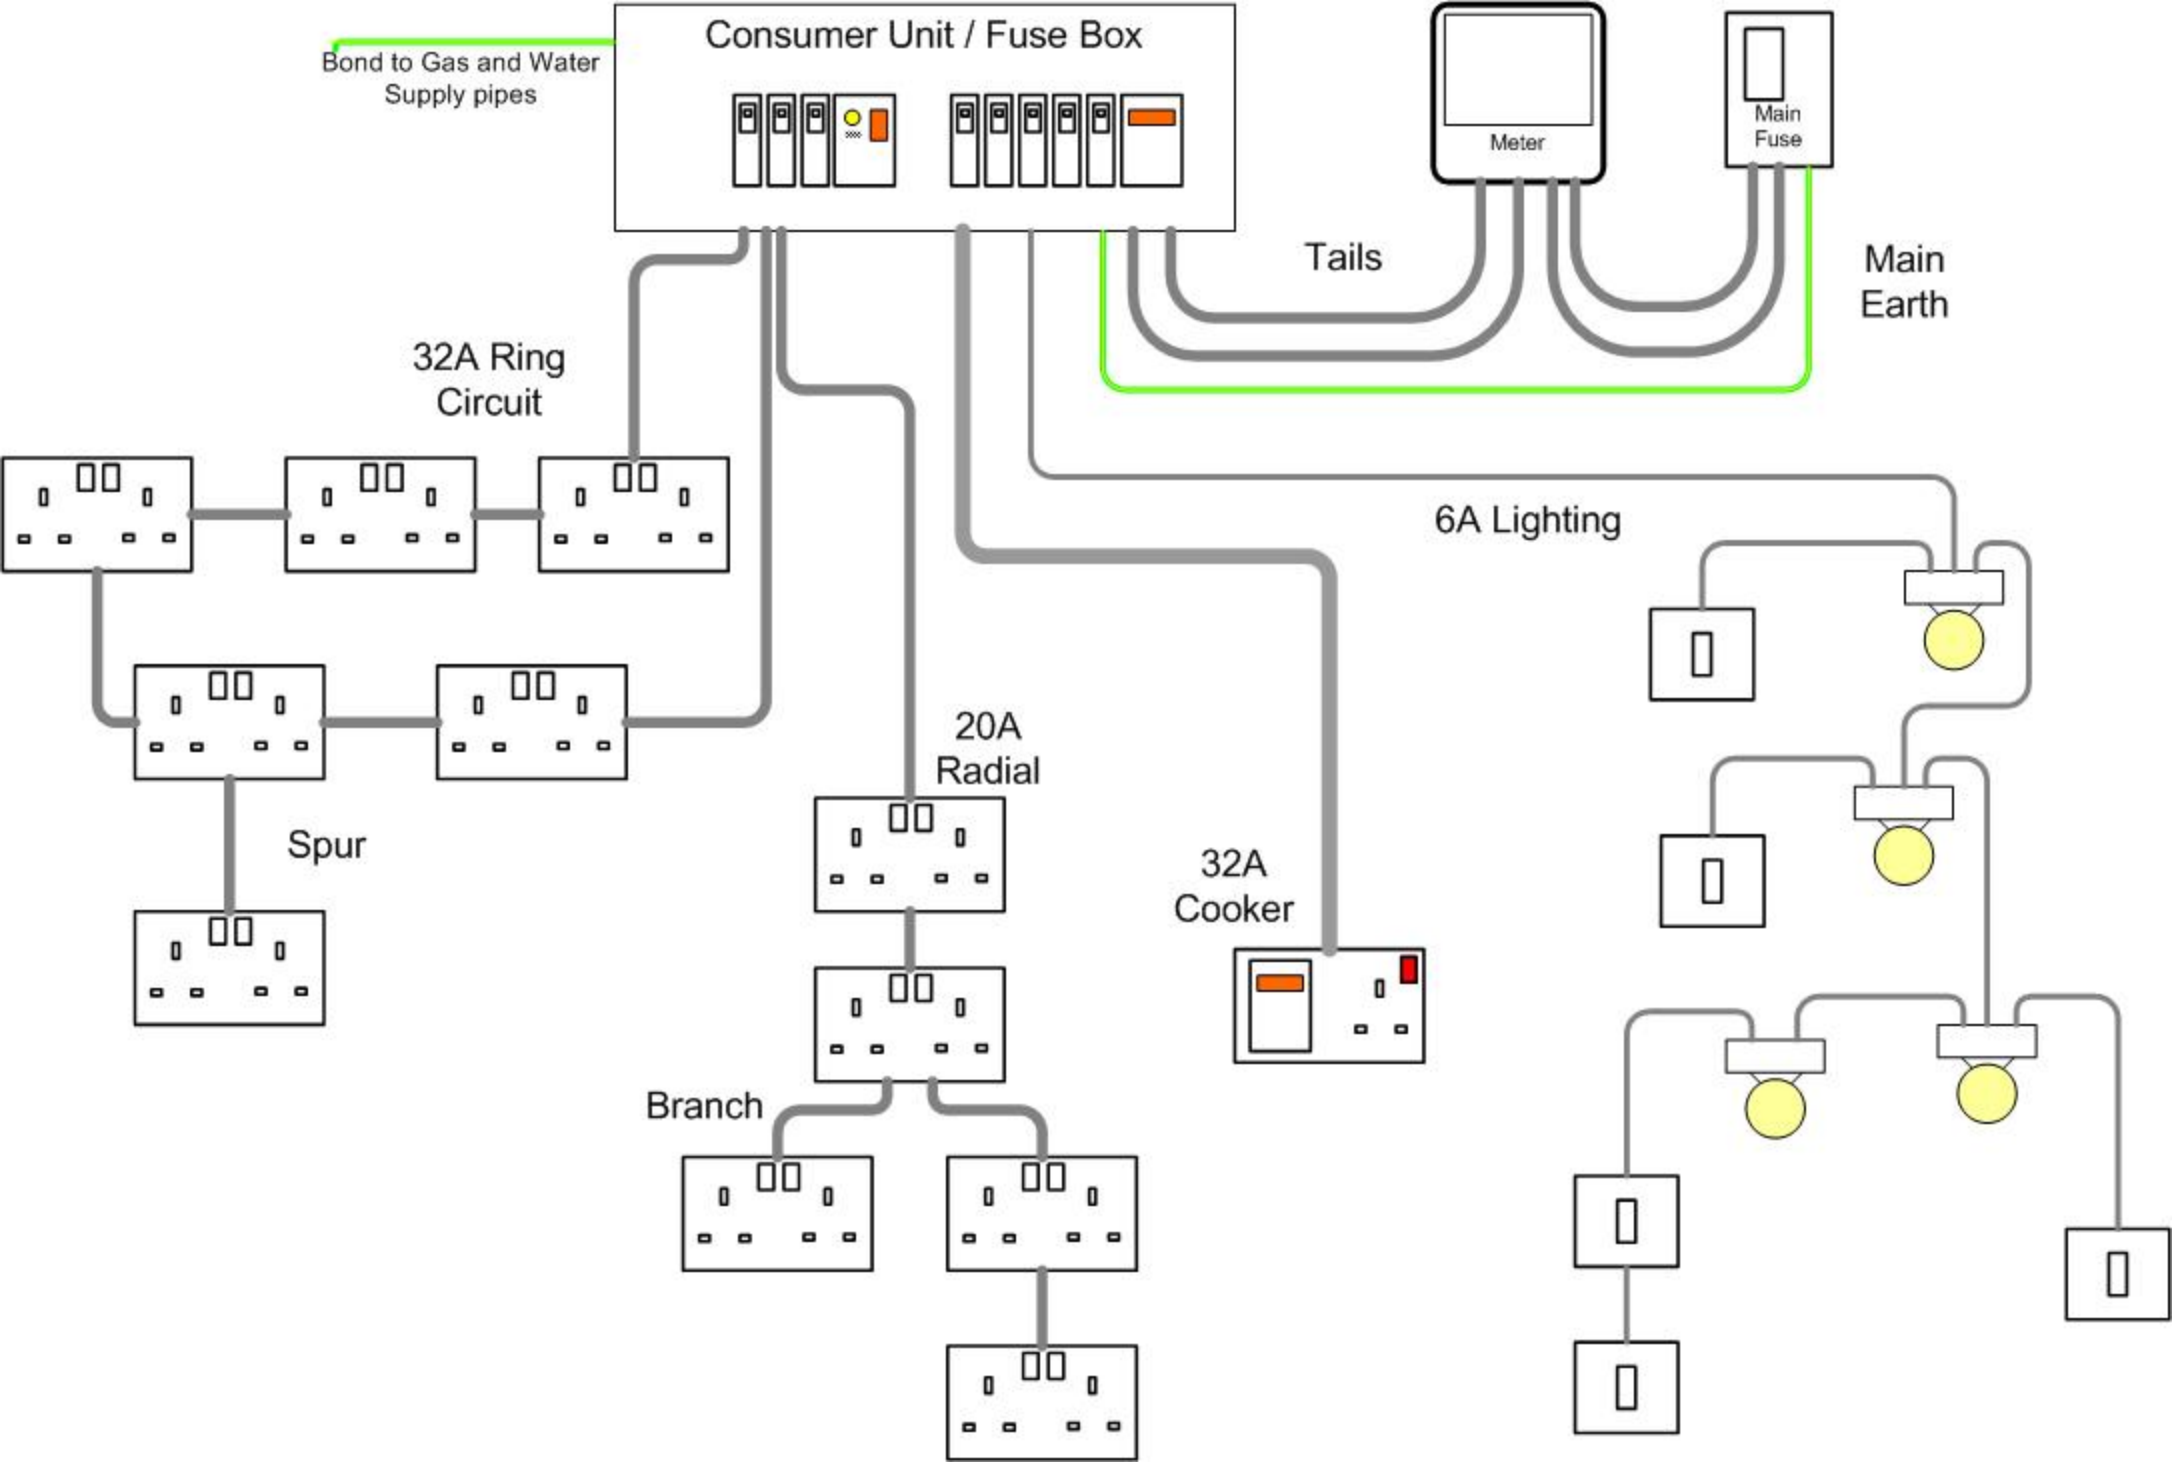 Consumer Unit / Fuse Box
Bond to Gas and Water
Supply pipes
Main
Fuse
Meter
Tails
Main
Earth
32A Ring
Circuit
6A Lighting
20A
Radial
Spur
32A
Cooker
Branch